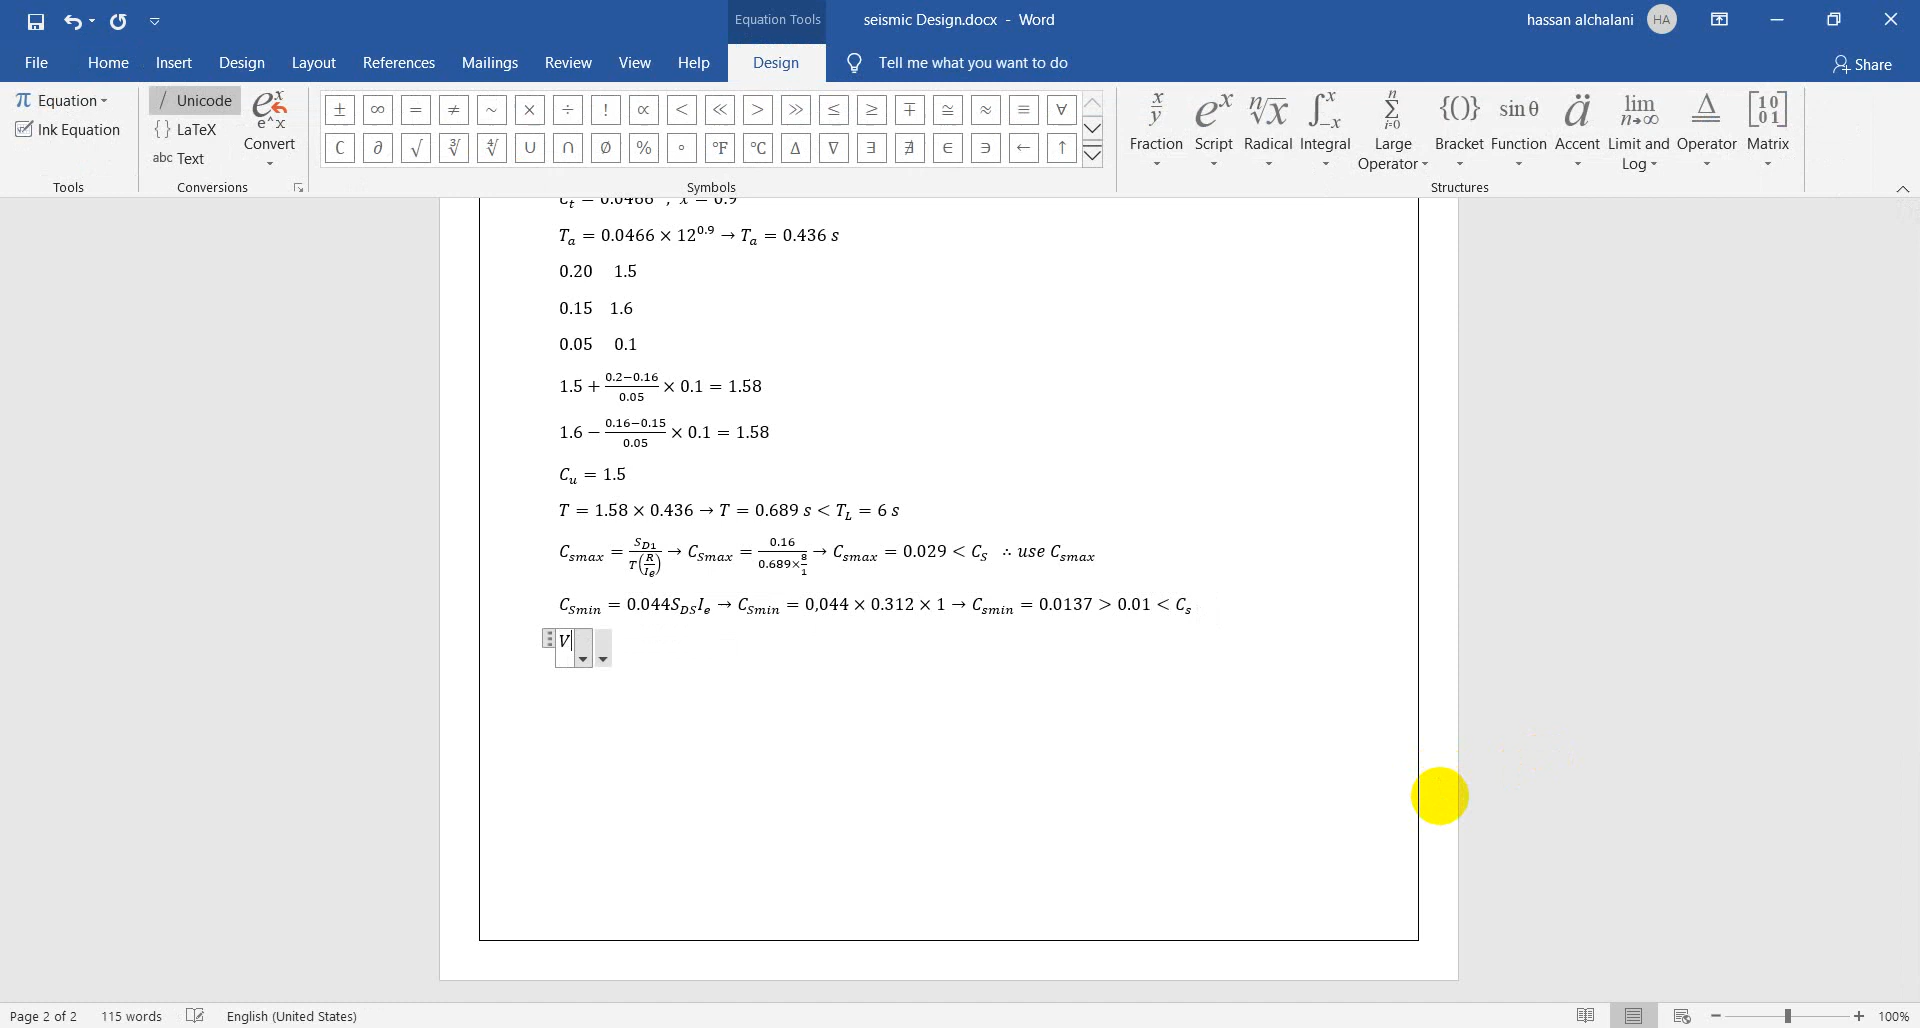 Equation Tools
seismic Design.docx - Word
hassan alchalani HA
File Home Insert Design Layout References Mailings Review View Help Design Tell me what you want to do Share
π Equation / Unicode e^x ± ∞ = ≠ ~ × ÷ ! ∝ < ≪ > ≫ ≤ ≥ ∓ ≅ ≈ ≡ ∀
Ink Equation {} LaTeX Convert C ∂ √ ∛ ∜ ∪ ∩ ∅ % ° °F °C ∆ ∇ ∃ ∄ ∈ ∋ ← ↑
abc Text
Fraction Script Radical Integral Large Operator Bracket Function Accent Limit and Log Operator Matrix
Tools Conversions Symbols Structures
C_t = 0.0466 , x = 0.9
T_a = 0.0466 × 12^0.9 → T_a = 0.436 s
0.20 1.5
0.15 1.6
0.05 0.1
1.5 + (0.2−0.16)/0.05 × 0.1 = 1.58
1.6 − (0.16−0.15)/0.05 × 0.1 = 1.58
C_u = 1.5
T = 1.58 × 0.436 → T = 0.689 s < T_L = 6 s
C_smax = S_D1/(T(R/I_e)) → C_Smax = 0.16/(0.689×8/1) → C_smax = 0.029 < C_S ∴ use C_smax
C_Smin = 0.044S_DS I_e → C_Smin = 0,044 × 0.312 × 1 → C_smin = 0.0137 > 0.01 < C_s
V
Page 2 of 2 115 words English (United States) 100%